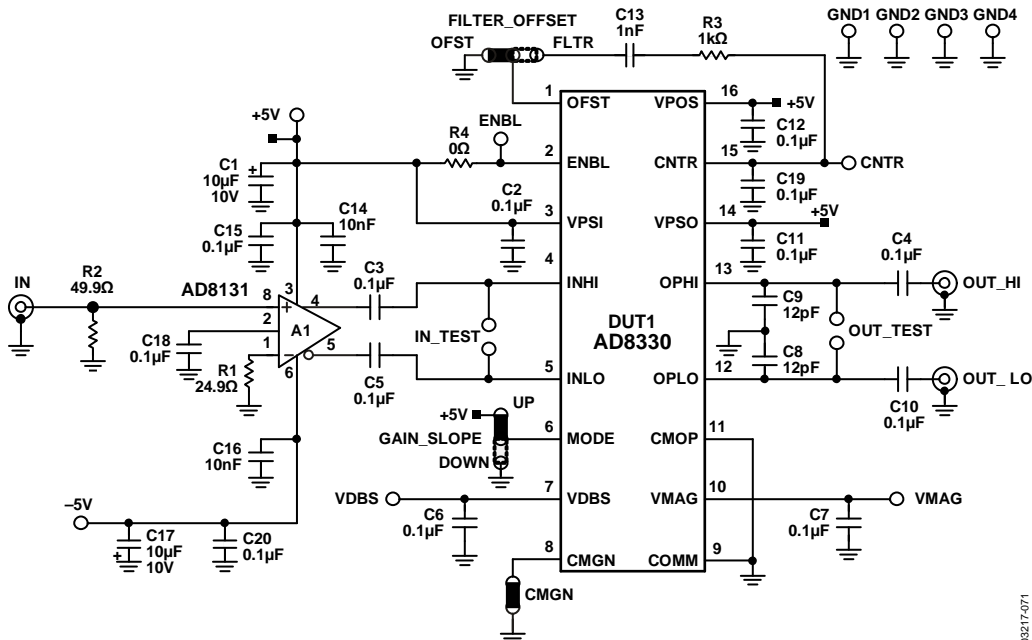 FILTER_OFFSET
OFST
FLTR
C13
1nF
R3
1kΩ
GND1 GND2 GND3 GND4
1
OFST
VPOS
16
+5V
C12
0.1µF
+5V
R4
0Ω
ENBL
2
ENBL
CNTR
15
CNTR
C1
+
10µF
10V
C2
0.1µF
C19
0.1µF
3
VPSI
VPSO
14
+5V
C15
0.1µF
C14
10nF
C11
0.1µF
C4
0.1µF
4
INHI
OPHI
13
OUT_HI
IN
R2
49.9Ω
AD8131
C3
0.1µF
3
8
+
4
2
A1
1
–
5
6
C18
0.1µF
R1
24.9Ω
C5
0.1µF
IN_TEST
DUT1
AD8330
C9
12pF
C8
12pF
OUT_TEST
5
INLO
OPLO
12
OUT_ LO
C10
0.1µF
UP
+5V
GAIN_SLOPE
DOWN
6
MODE
CMOP
11
C16
10nF
VDBS
7
VDBS
VMAG
10
VMAG
C6
0.1µF
C7
0.1µF
–5V
C17
10µF
+
10V
C20
0.1µF
8
CMGN
COMM
9
CMGN
03217-071